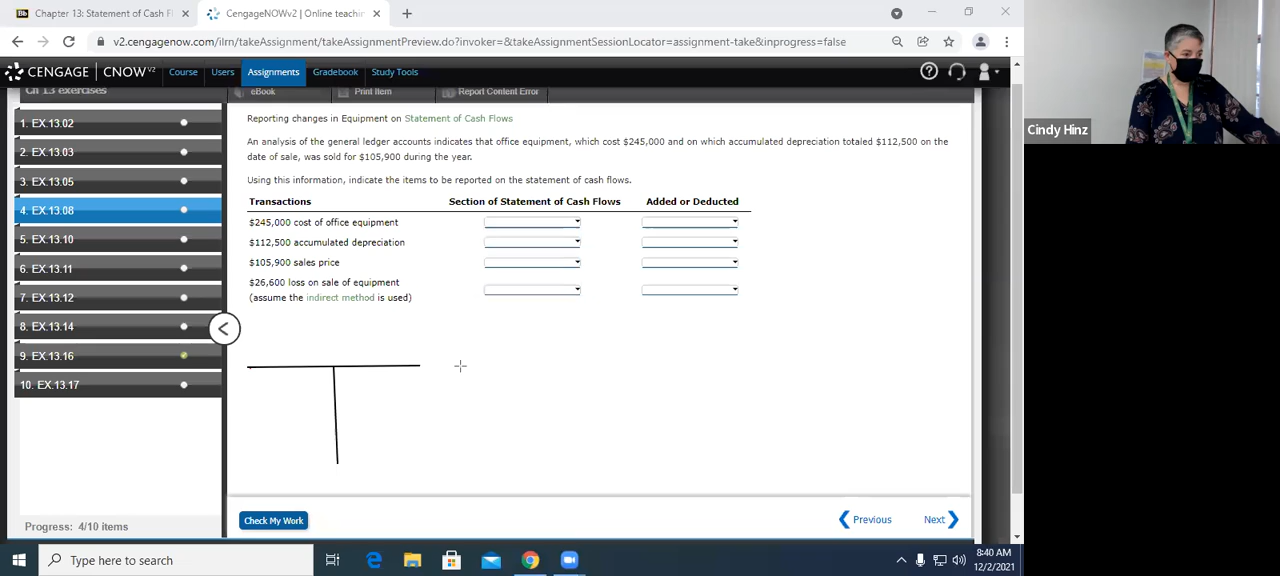 Chapter 13: Statement of Cash F
CengageNOWv2 | Online teachin
v2.cengagenow.com/ilrn/takeAssignment/takeAssignmentPreview.do?invoker=&takeAssignmentSessionLocator=assignment-take&inprogress=false
CENGAGE | CNOWv2 Course Users Assignments Gradebook Study Tools
Ch 13 exercises
eBook Print Item Report Content Error
1. EX.13.02
2. EX.13.03
3. EX.13.05
4. EX.13.08
5. EX.13.10
6. EX.13.11
7. EX.13.12
8. EX.13.14
9. EX.13.16
10. EX.13.17
Progress: 4/10 items
Reporting changes in Equipment on Statement of Cash Flows
An analysis of the general ledger accounts indicates that office equipment, which cost $245,000 and on which accumulated depreciation totaled $112,500 on the
date of sale, was sold for $105,900 during the year.
Using this information, indicate the items to be reported on the statement of cash flows.
Transactions Section of Statement of Cash Flows Added or Deducted
$245,000 cost of office equipment
$112,500 accumulated depreciation
$105,900 sales price
$26,600 loss on sale of equipment
(assume the indirect method is used)
Check My Work
Previous Next
Cindy Hinz
Type here to search
8:40 AM
12/2/2021